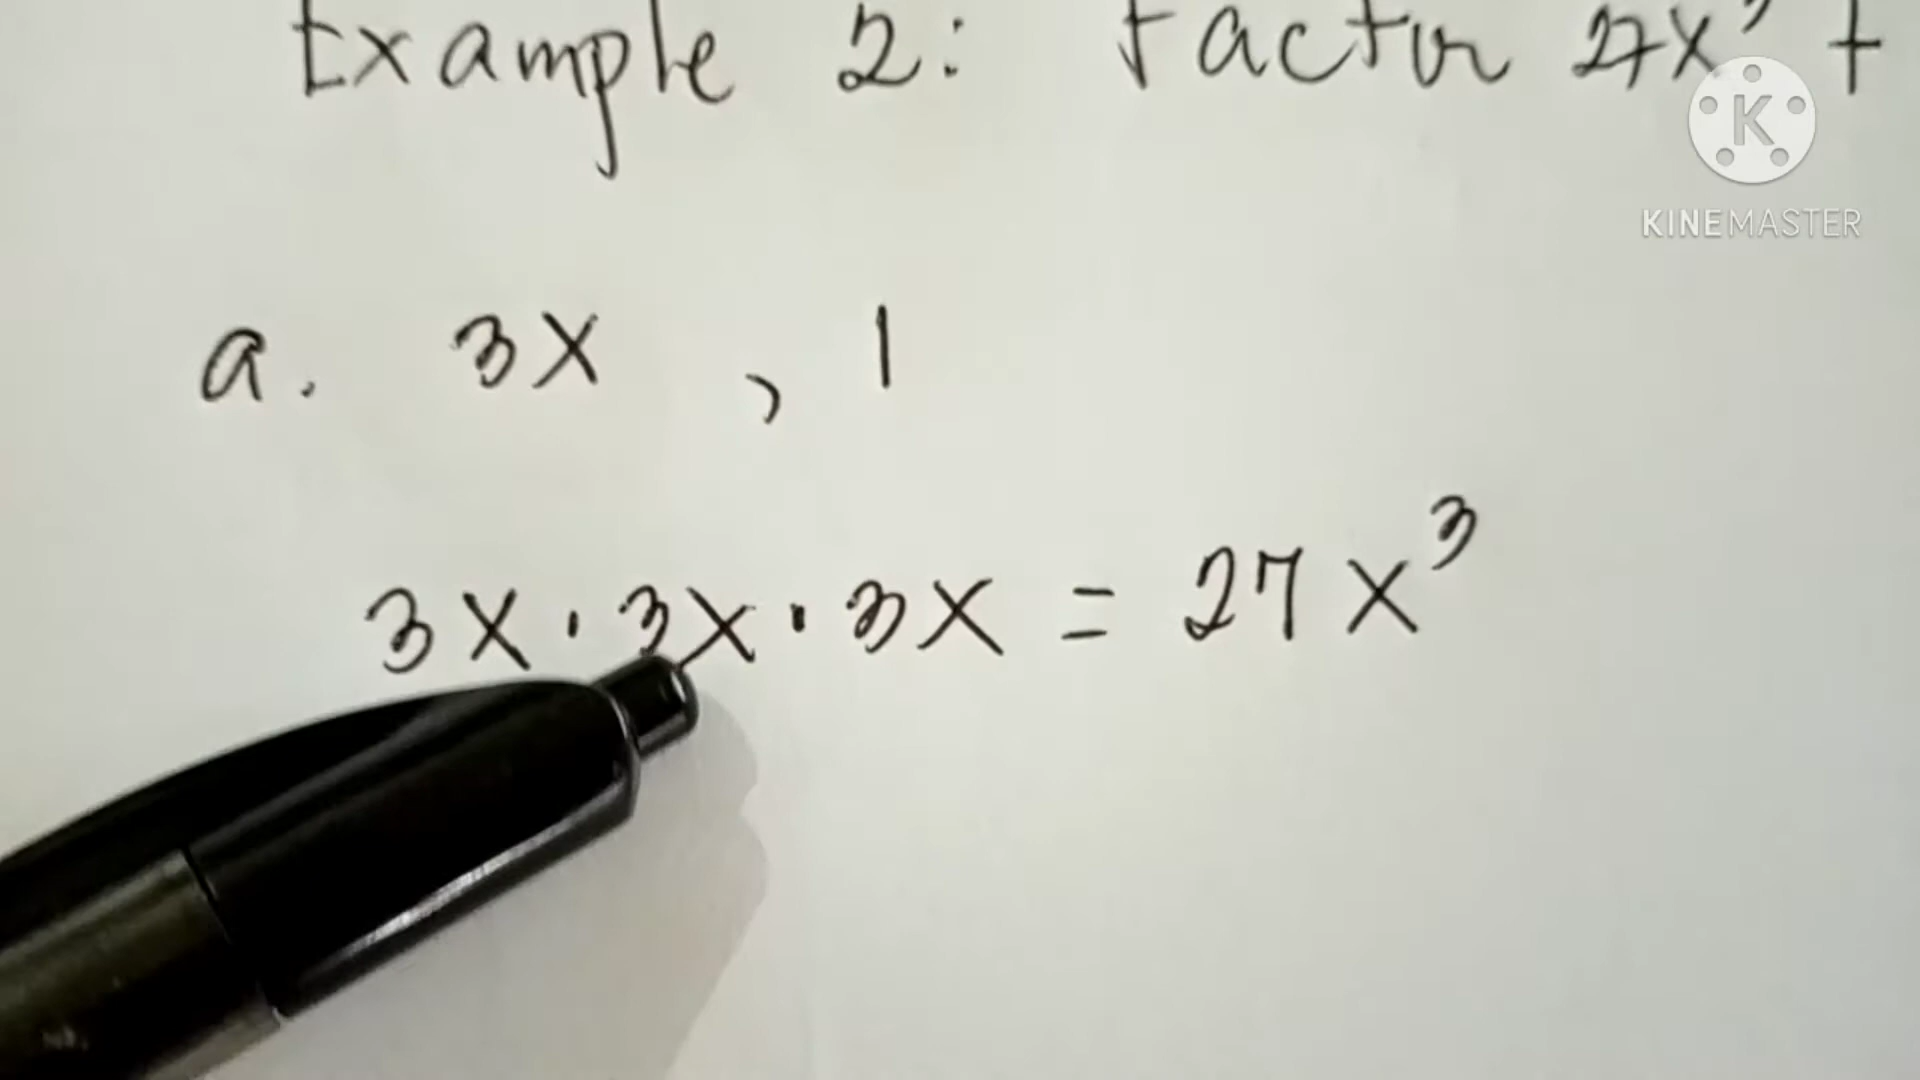 Example 2: Factor 27x³ +
K
KINEMASTER
a. 3x , 1
3x · 3x · 3x = 27x³